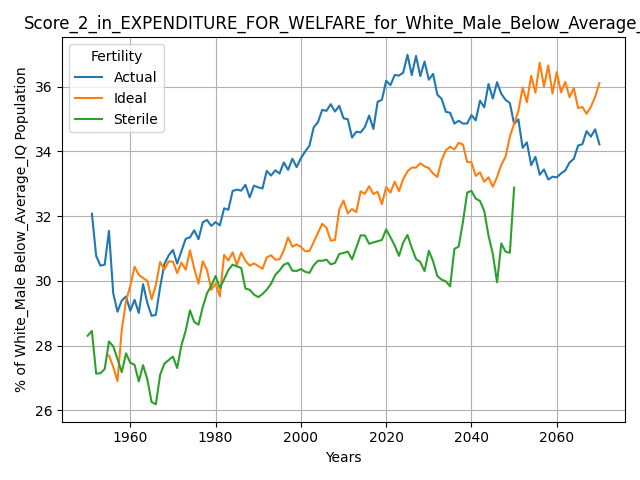 Score_2_in_EXPENDITURE_FOR_WELFARE_for_White_Male_Below_Average_
Fertility
Actual
Ideal
Sterile
% of White_Male Below_Average_IQ Population
36
34
32
30
28
26
1960
1980
2000
2020
2040
2060
Years